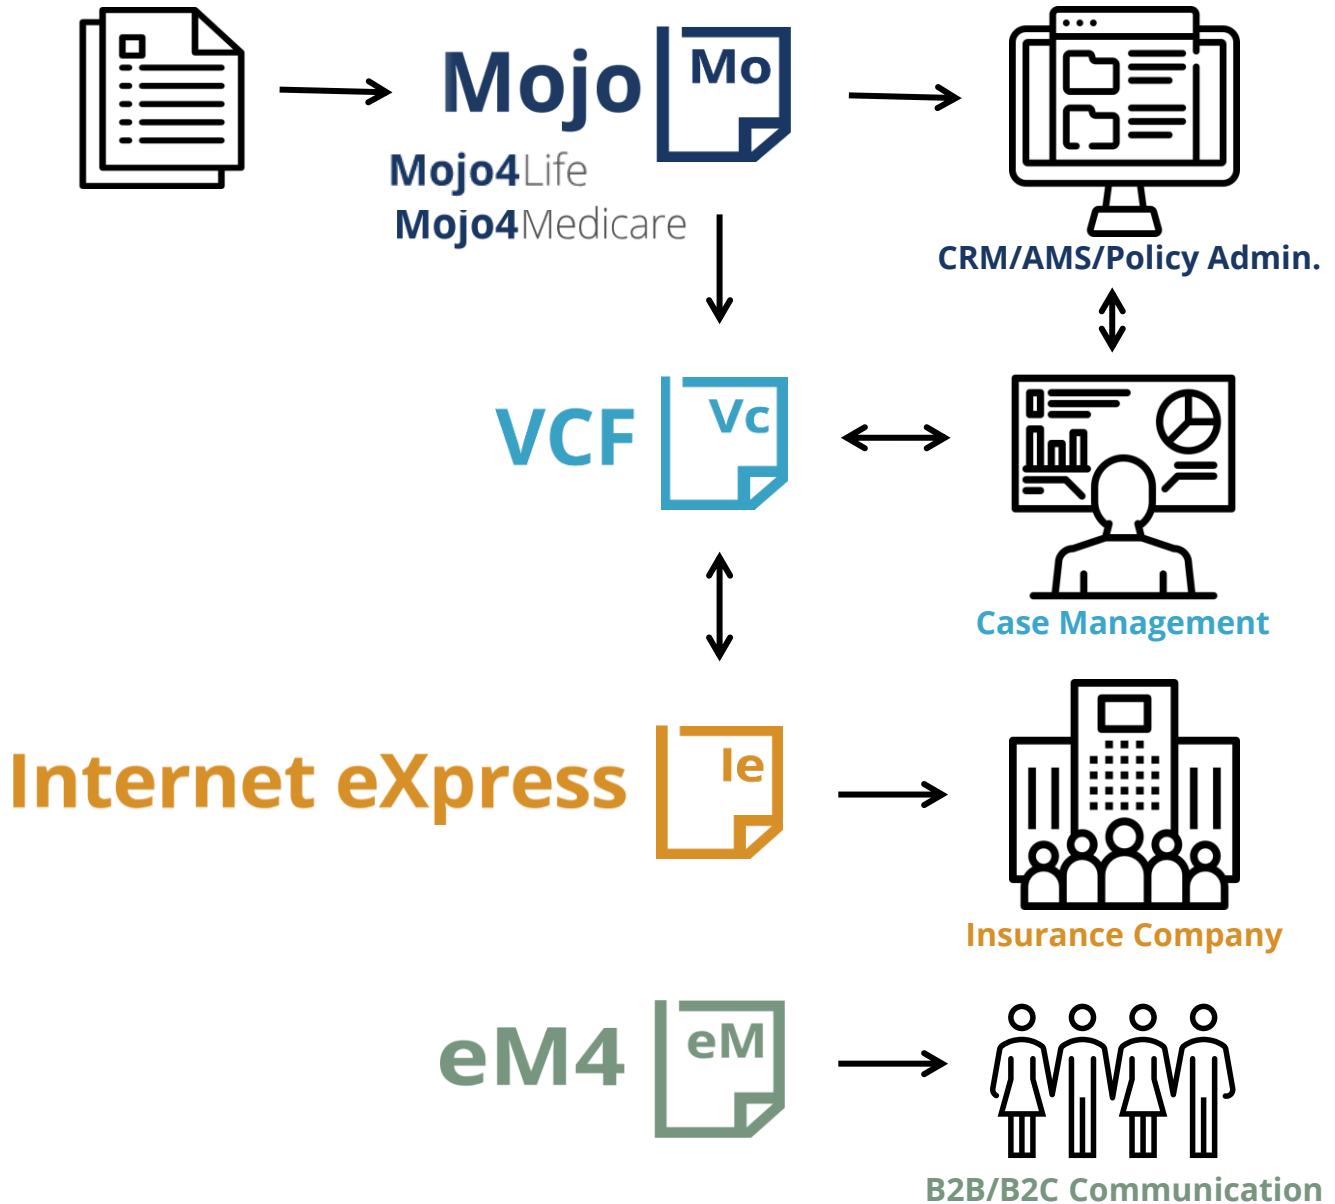 Mojo
Mo
Mojo4Life
Mojo4Medicare
CRM/AMS/Policy Admin.
VCF
Vc
Case Management
Internet eXpress
Ie
Insurance Company
eM4
eM
B2B/B2C Communication